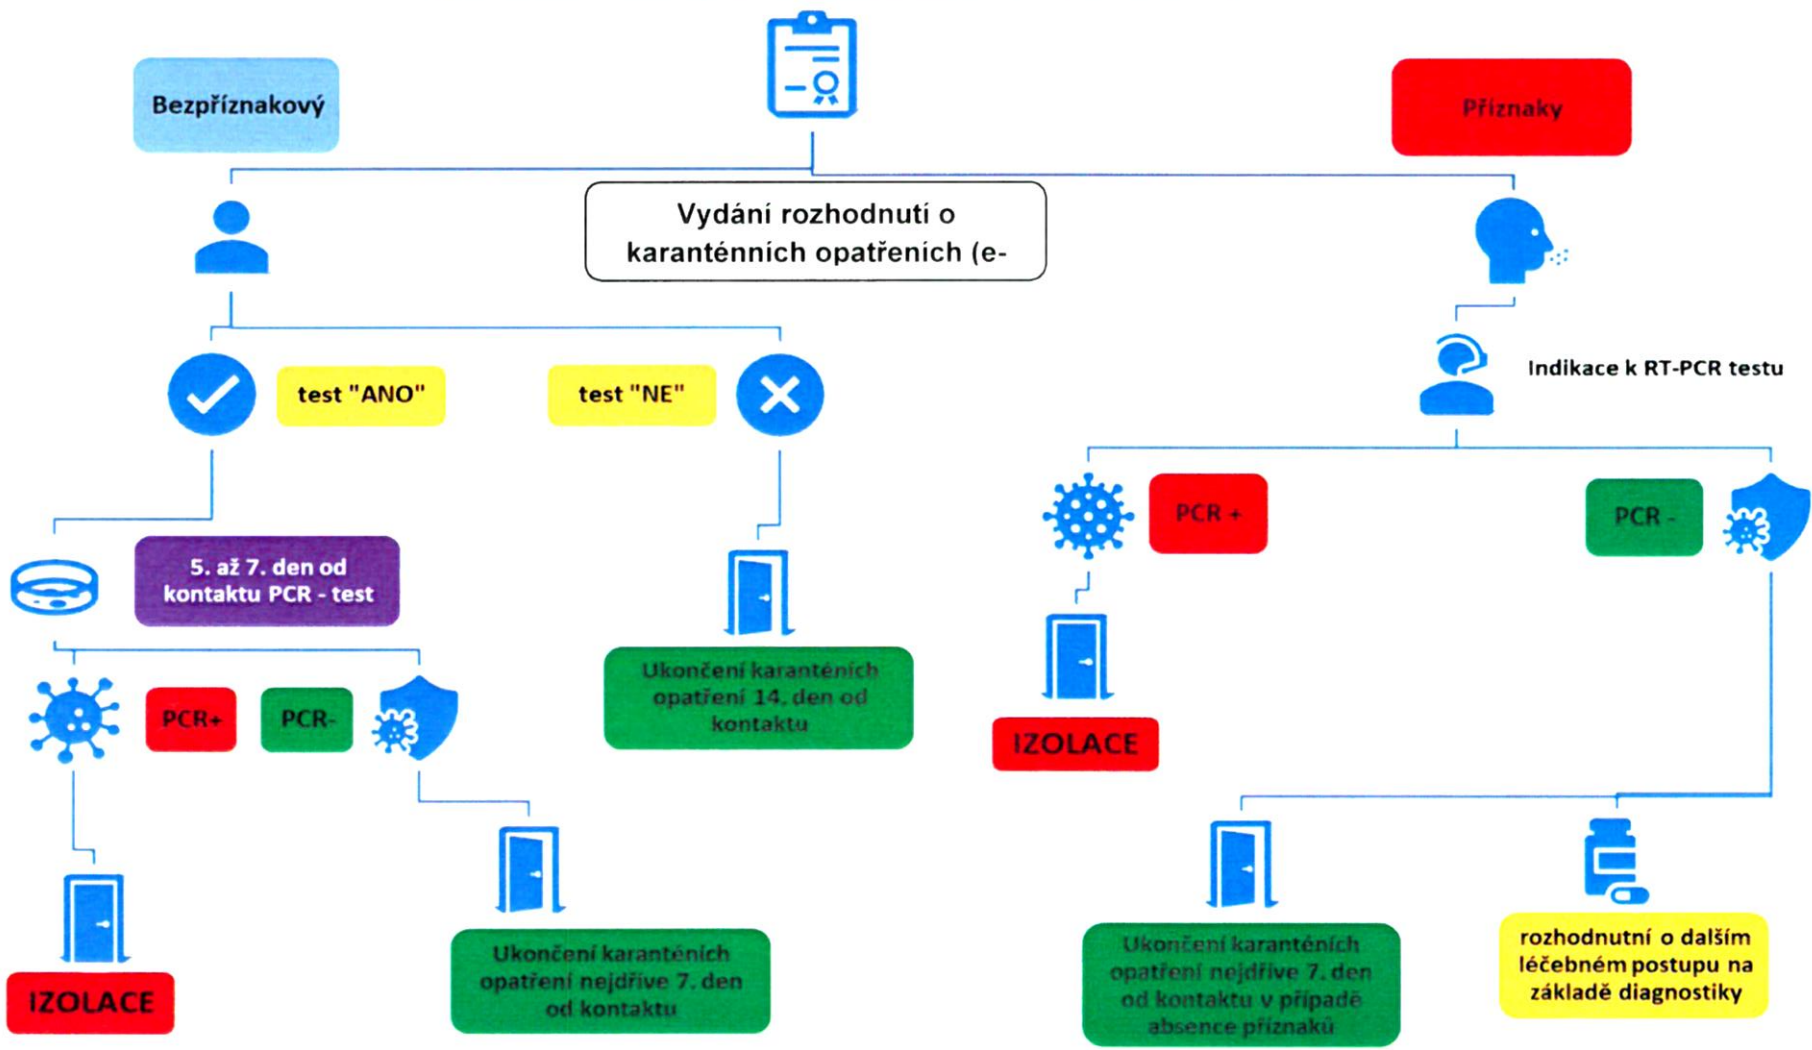 Bezpříznakový
Příznaky
Vydání rozhodnutí o
karanténních opatřeních (e-
test "ANO"
test "NE"
Indikace k RT-PCR testu
PCR +
PCR -
5. až 7. den od
kontaktu PCR - test
Ukončení karanténích
opatření 14. den od
kontaktu
PCR+
PCR-
IZOLACE
Ukončení karanténích
opatření nejdříve 7. den
od kontaktu
IZOLACE
Ukončení karanténích
opatření nejdříve 7. den
od kontaktu v případě
absence příznaků
rozhodnutní o dalším
léčebném postupu na
základě diagnostiky